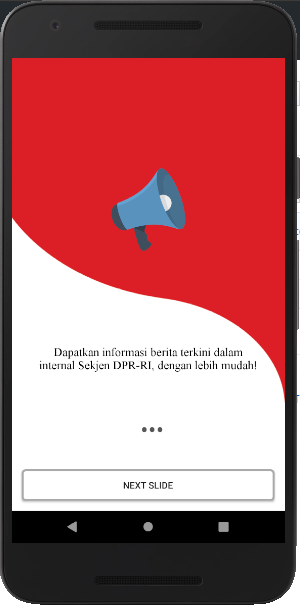 Dapatkan informasi berita terkini dalam
internal Sekjen DPR-RI, dengan lebih mudah!
NEXT SLIDE